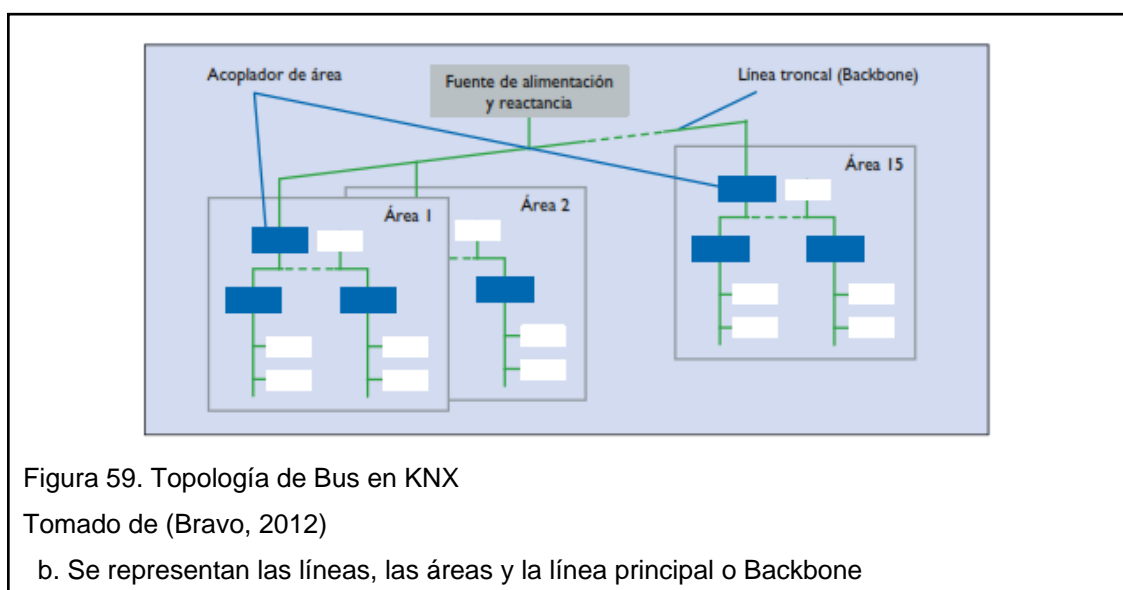 Acoplador de área
Fuente de alimentación
y reactancia
Línea troncal (Backbone)
Área 1
Área 2
Área 15
Figura 59. Topología de Bus en KNX
Tomado de (Bravo, 2012)
b. Se representan las líneas, las áreas y la línea principal o Backbone